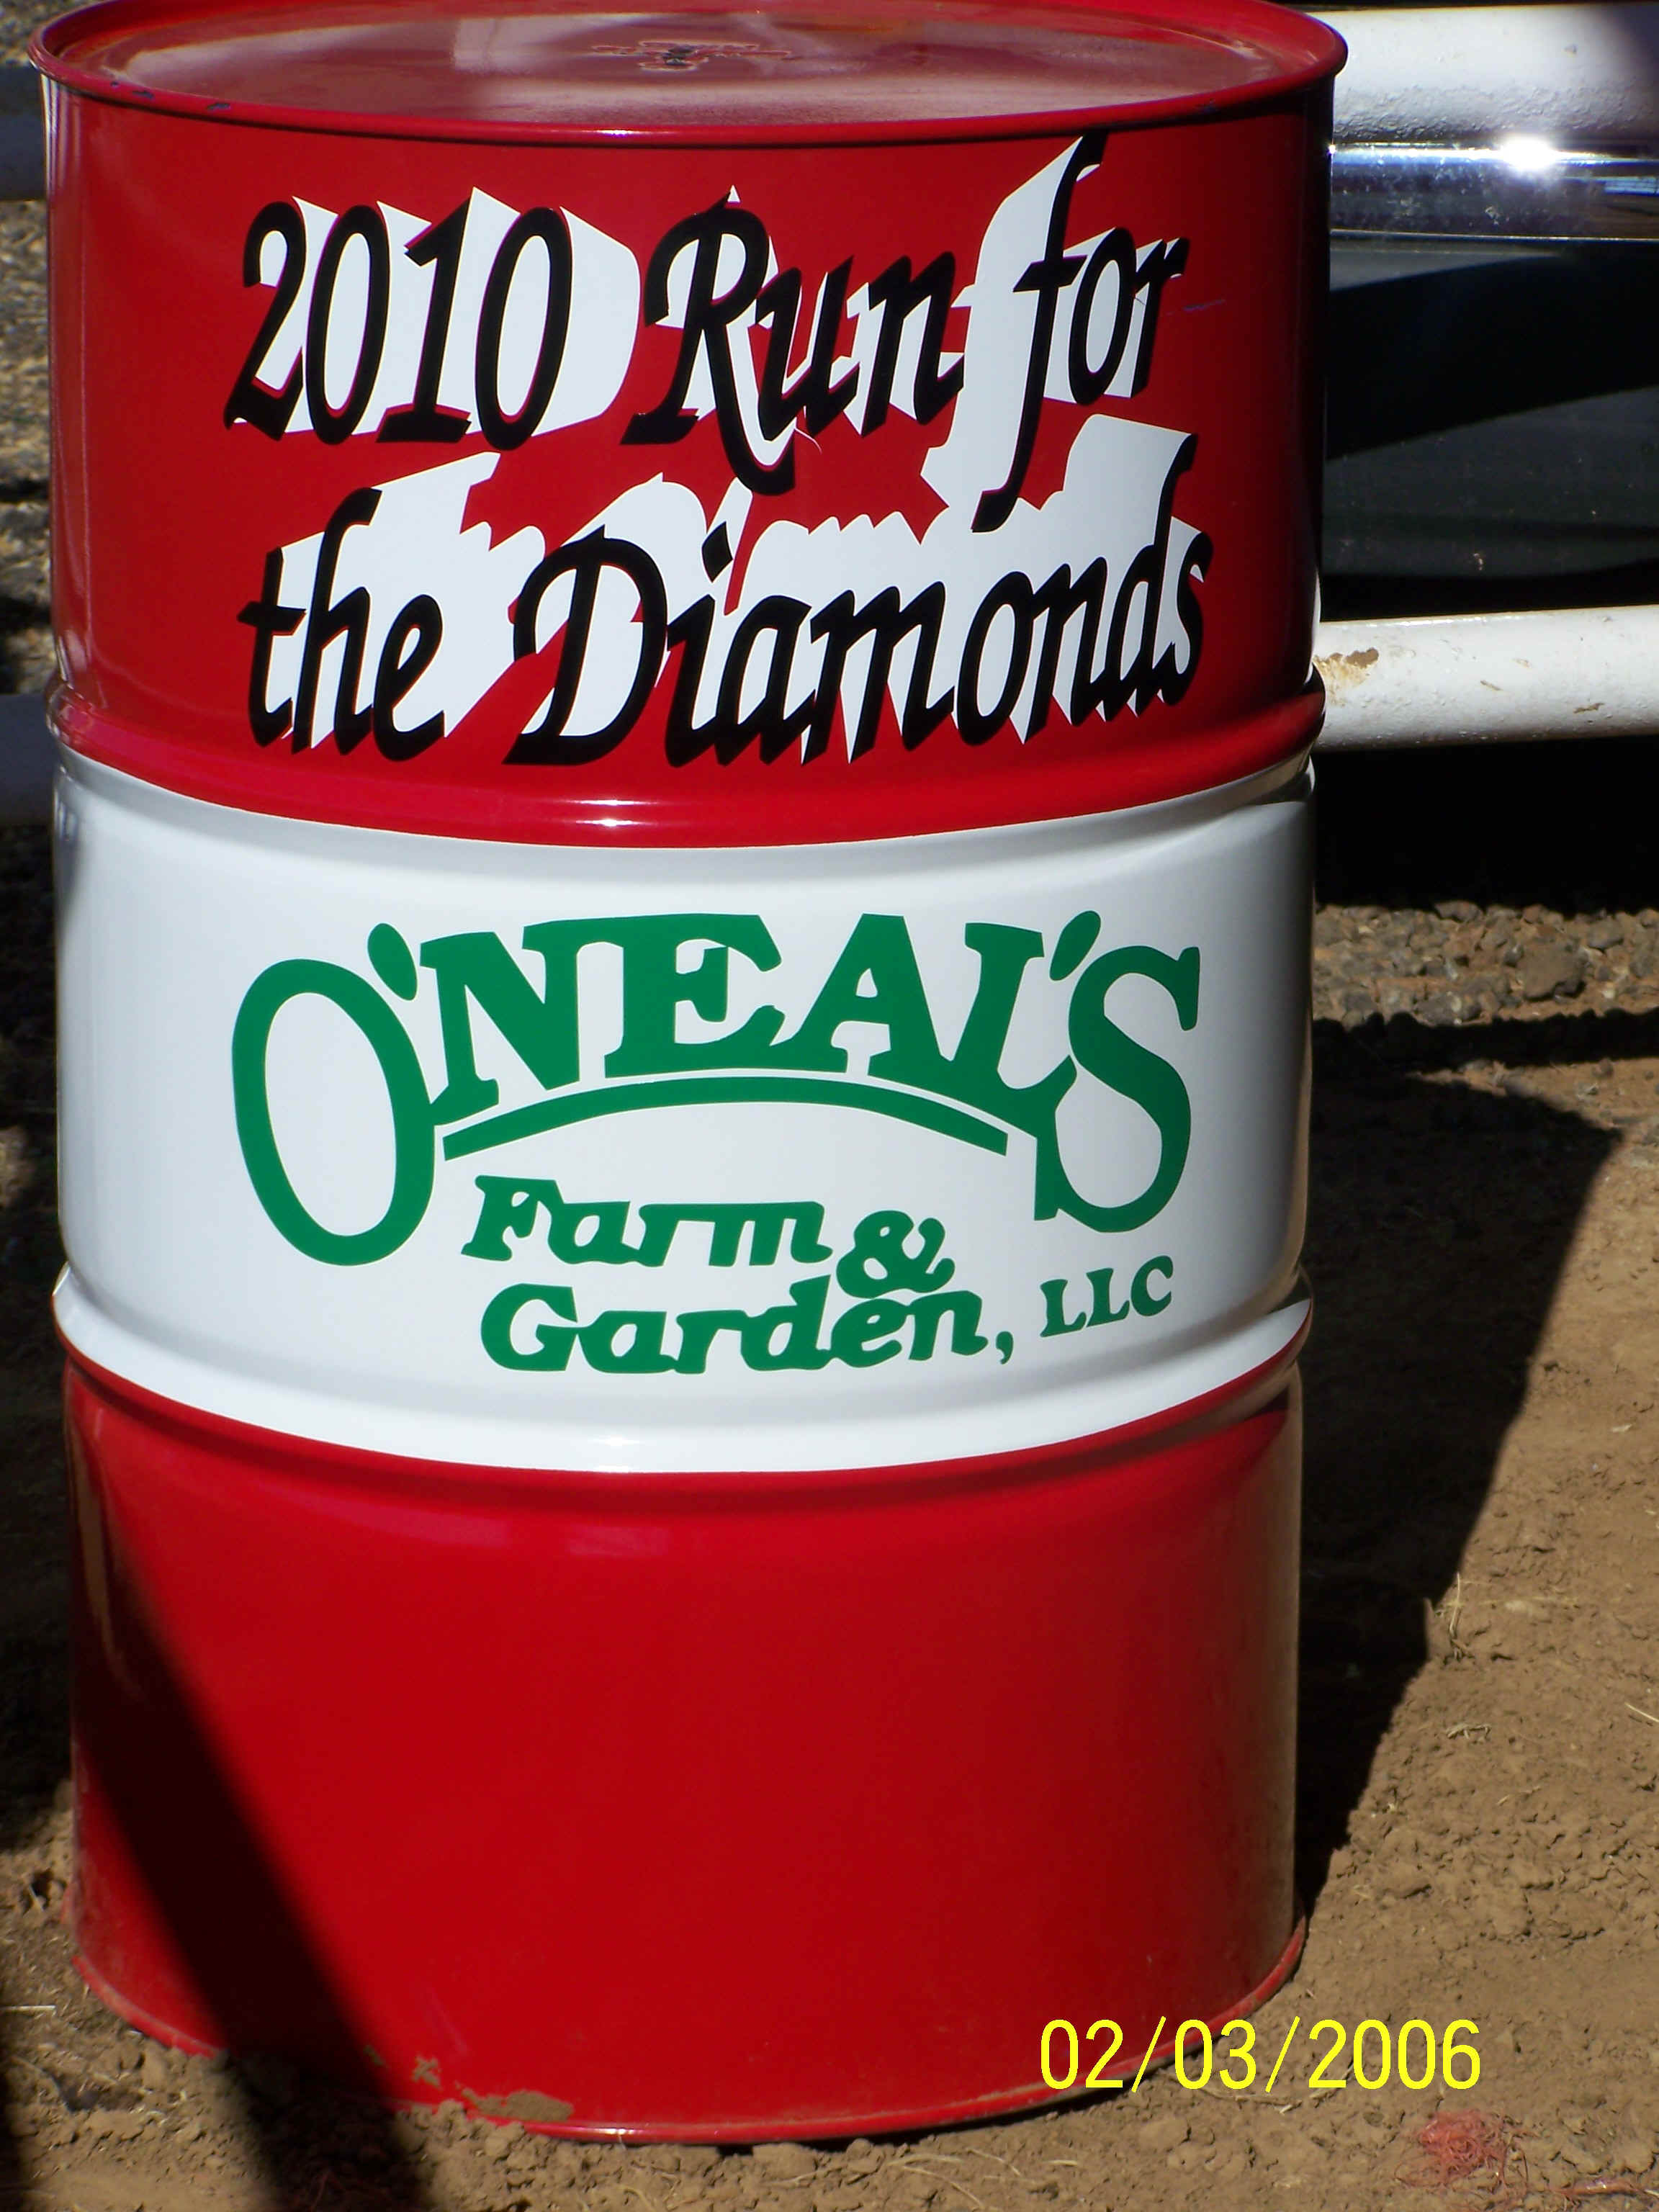 2010 Run for
the Diamonds
O'NEAL'S
Farm &
Garden, LLC
02/03/2006